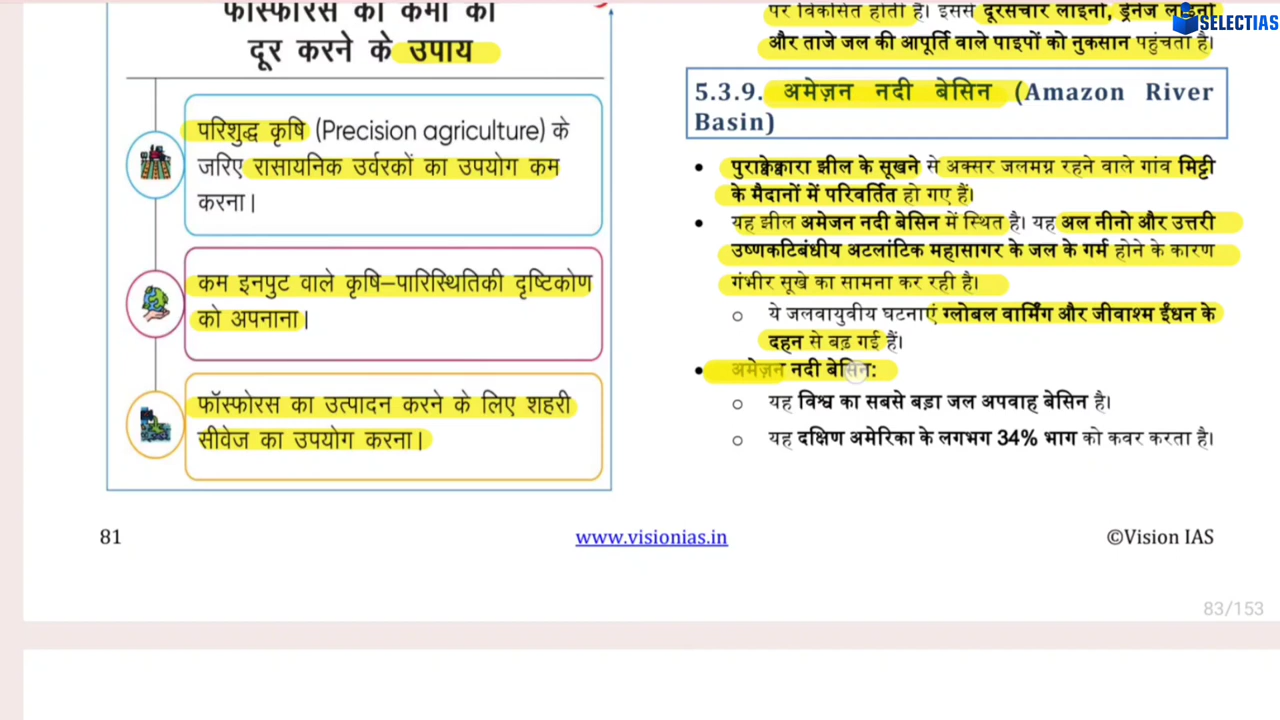 फॉस्फोरस की कमी को
दूर करने के उपाय
परिशुद्ध कृषि (Precision agriculture) के
जरिए रासायनिक उर्वरकों का उपयोग कम
करना।
कम इनपुट वाले कृषि-पारिस्थितिकी दृष्टिकोण
को अपनाना।
फॉस्फोरस का उत्पादन करने के लिए शहरी
सीवेज का उपयोग करना।
पर विकसित होती है। इससे दूरसंचार लाइनों, ड्रेनेज लाइनों
और ताजे जल की आपूर्ति वाले पाइपों को नुकसान पहुंचता है।
5.3.9. अमेज़न नदी बेसिन (Amazon River
Basin)
• पुराक्वेक्वारा झील के सूखने से अक्सर जलमग्न रहने वाले गांव मिट्टी
के मैदानों में परिवर्तित हो गए हैं।
• यह झील अमेजन नदी बेसिन में स्थित है। यह अल नीनो और उत्तरी
उष्णकटिबंधीय अटलांटिक महासागर के जल के गर्म होने के कारण
गंभीर सूखे का सामना कर रही है।
o ये जलवायुवीय घटनाएं ग्लोबल वार्मिंग और जीवाश्म ईंधन के
दहन से बढ़ गई हैं।
• अमेज़न नदी बेसिन:
o यह विश्व का सबसे बड़ा जल अपवाह बेसिन है।
o यह दक्षिण अमेरिका के लगभग 34% भाग को कवर करता है।
81
www.visionias.in
©Vision IAS
83/153
SELECTIAS